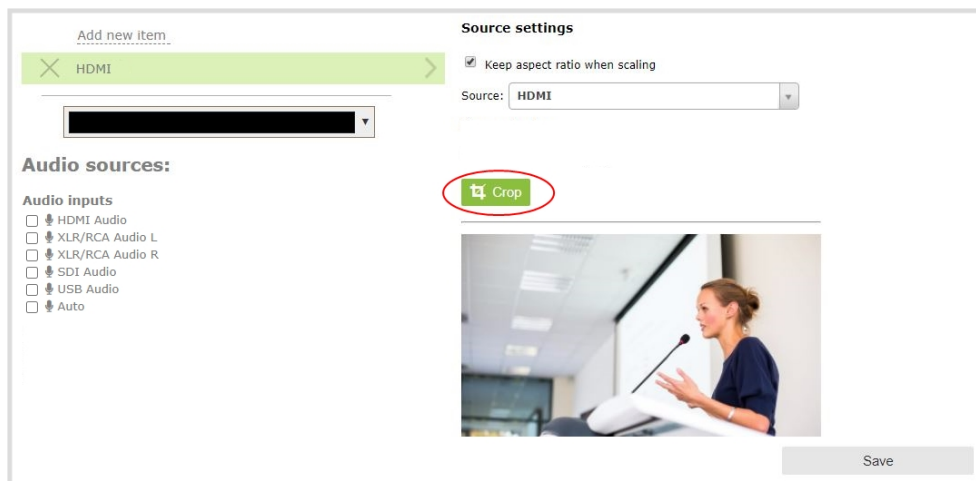 Add new item
HDMI
Audio sources:
Audio inputs
HDMI Audio
XLR/RCA Audio L
XLR/RCA Audio R
SDI Audio
USB Audio
Auto
Source settings
Keep aspect ratio when scaling
Source: HDMI
Crop
Save